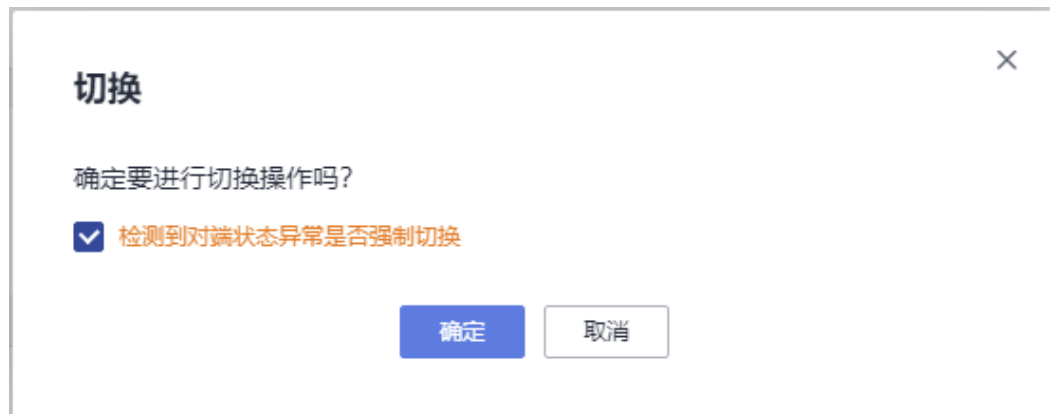 切换
确定要进行切换操作吗?
检测到对端状态异常是否强制切换
确定
取消